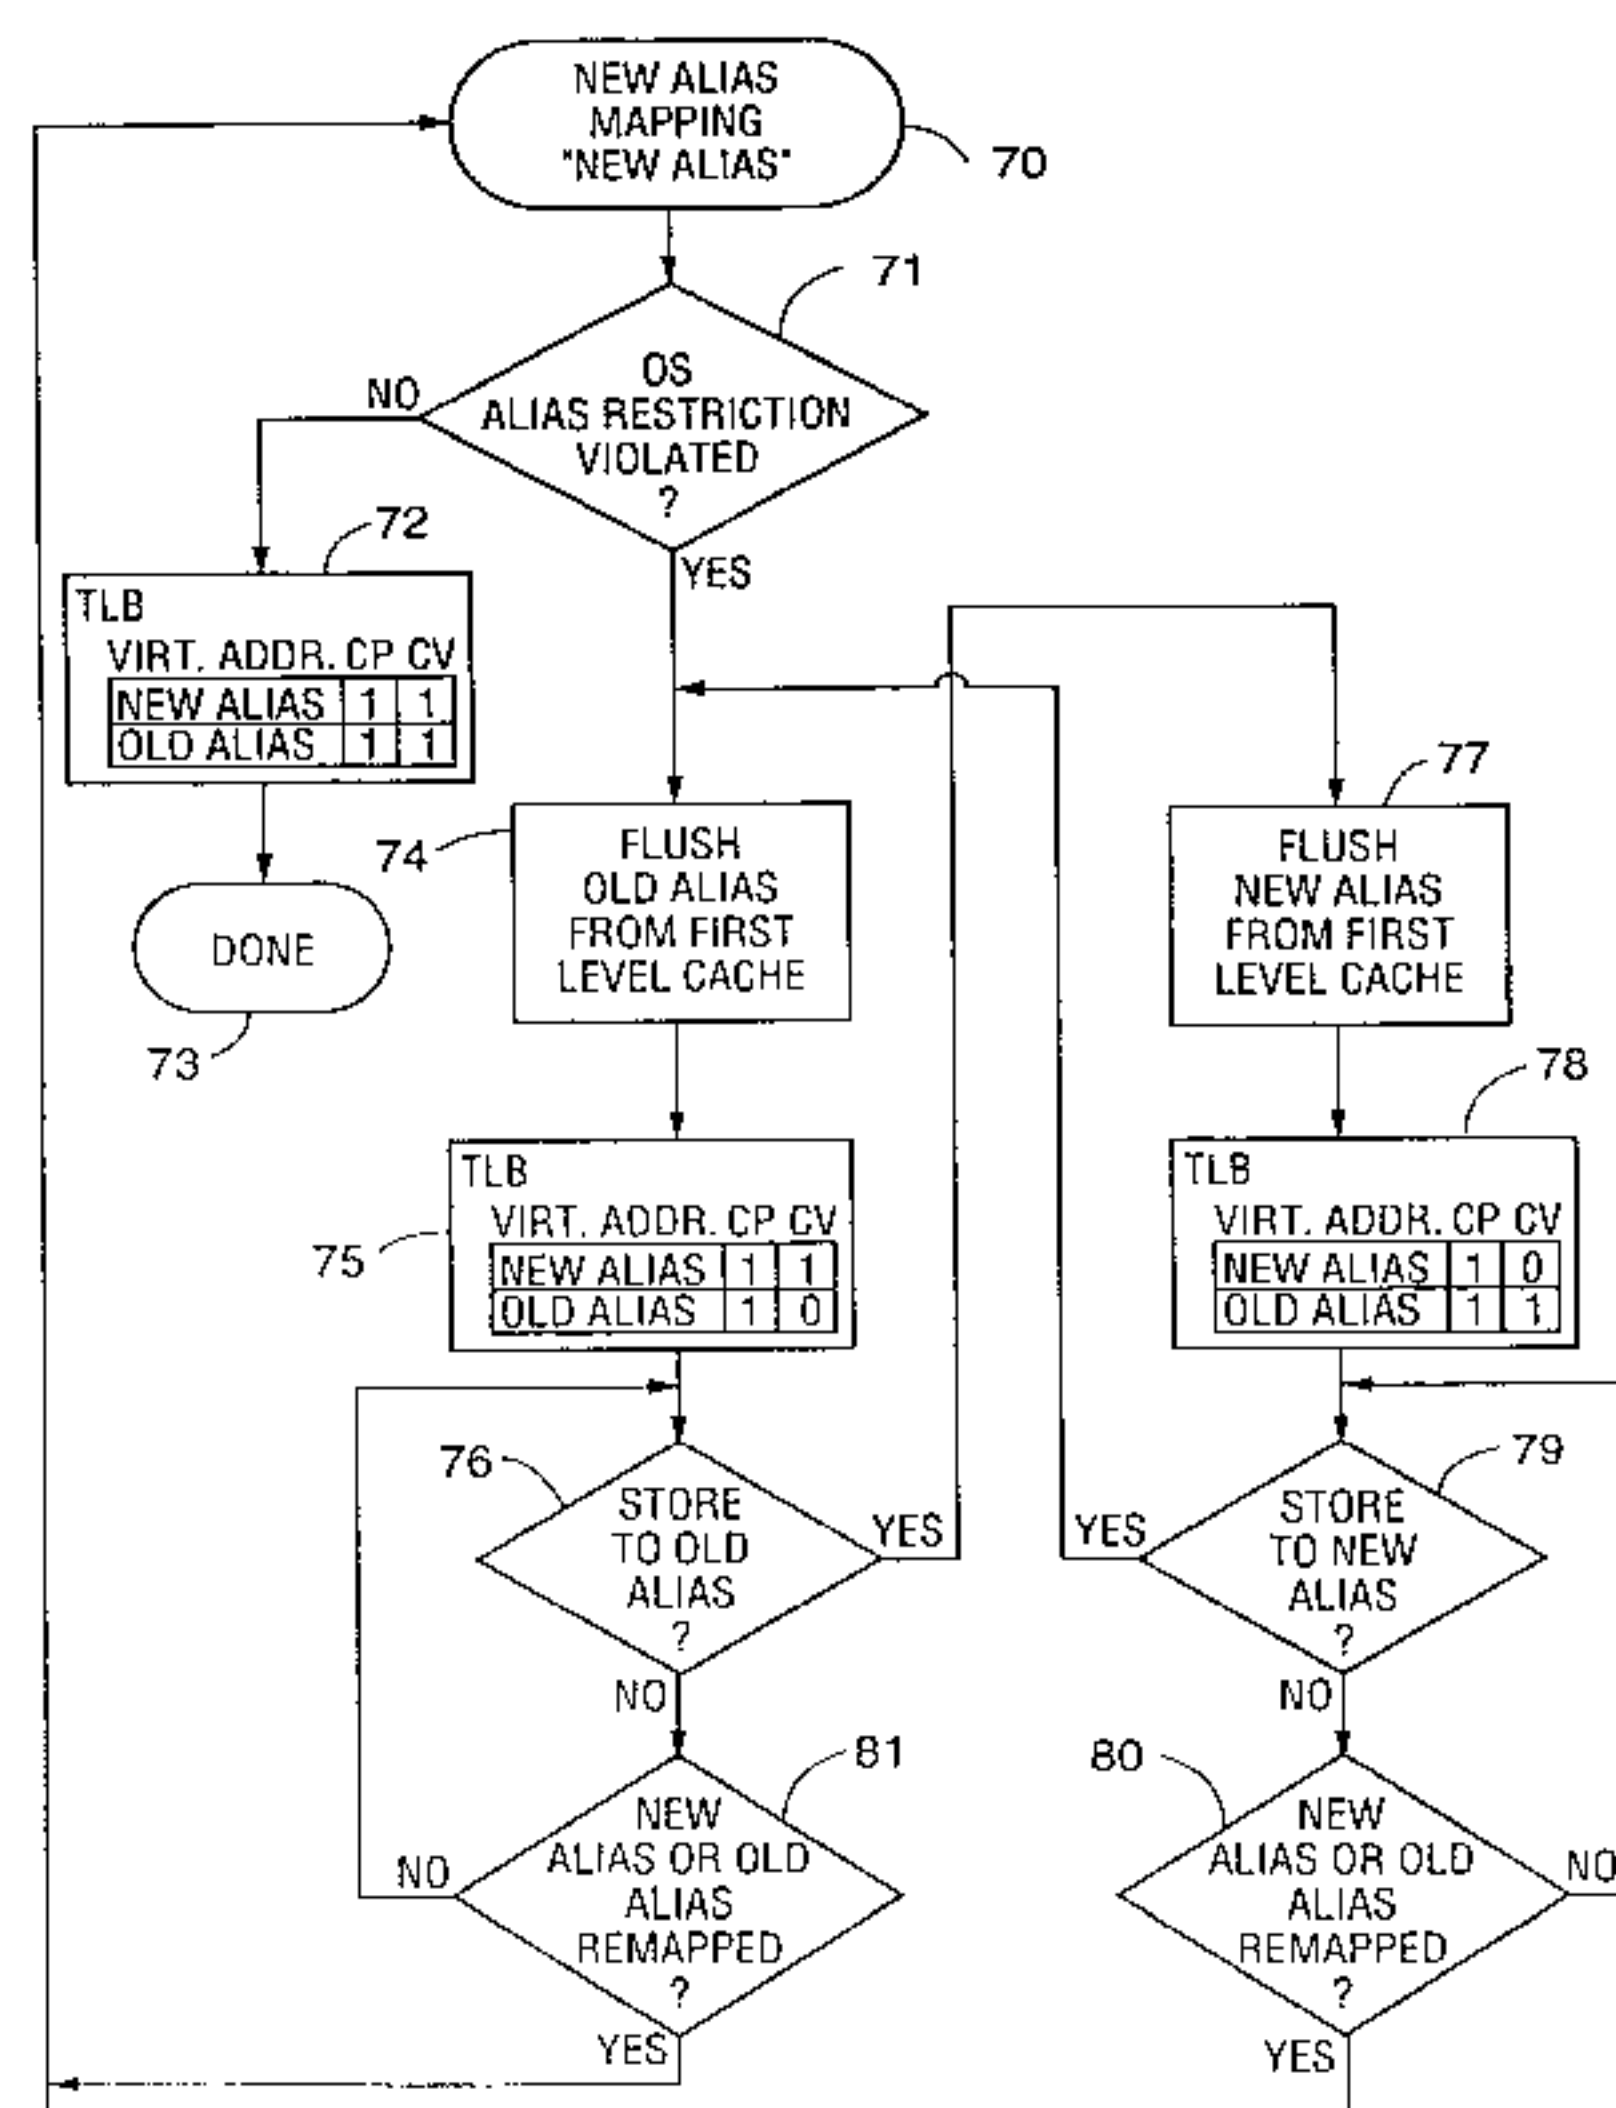 NEW ALIAS
MAPPING
"NEW ALIAS"
70
71
OS
ALIAS RESTRICTION
VIOLATED
?
NO
YES
72
TLB
VIRT. ADDR. CP CV
NEW ALIAS 1 1
OLD ALIAS 1 1
DONE
73
74
FLUSH
OLD ALIAS
FROM FIRST
LEVEL CACHE
77
FLUSH
NEW ALIAS
FROM FIRST
LEVEL CACHE
75
TLB
VIRT. ADDR. CP CV
NEW ALIAS 1 1
OLD ALIAS 1 0
78
TLB
VIRT. ADDR. CP CV
NEW ALIAS 1 0
OLD ALIAS 1 1
76
STORE
TO OLD
ALIAS
?
YES
NO
79
STORE
TO NEW
ALIAS
?
YES
NO
81
NEW
ALIAS OR OLD
ALIAS
REMAPPED
?
NO
YES
80
NEW
ALIAS OR OLD
ALIAS
REMAPPED
?
NO
YES